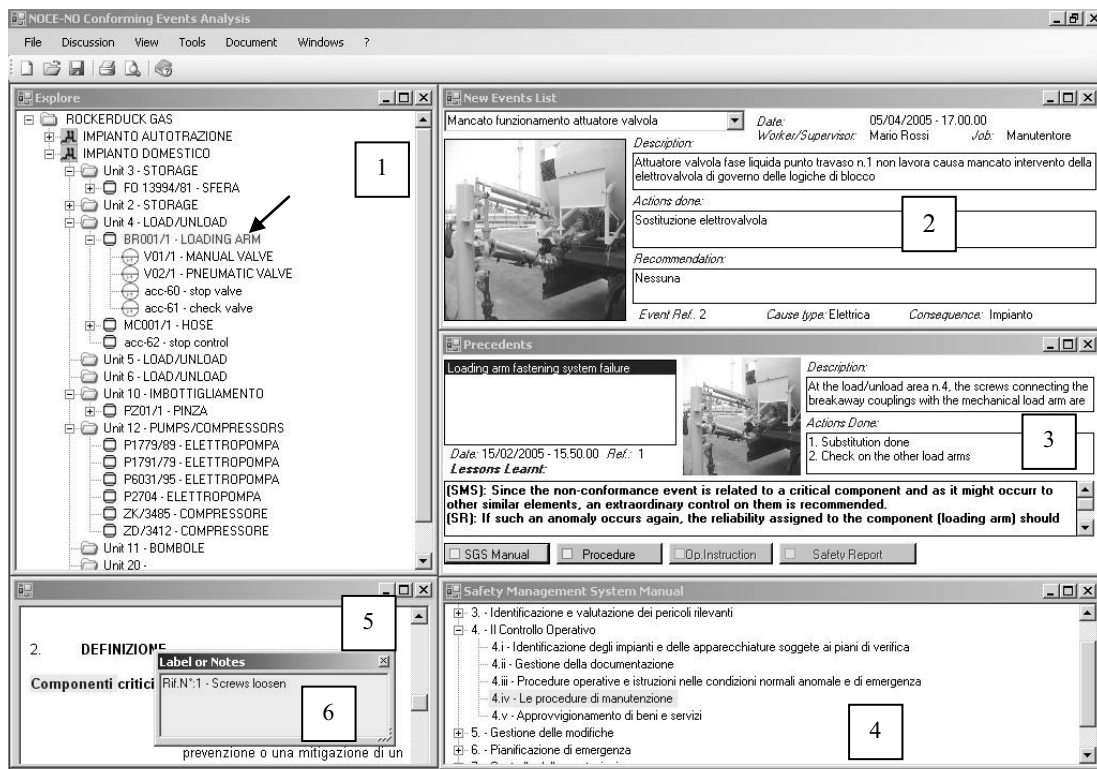 NOCE-NO Conforming Events Analysis
File Discussion View Tools Document Windows ?
Explore
ROCKERDUCK GAS
IMPIANTO AUTOTRAZIONE
IMPIANTO DOMESTICO
Unit 3 - STORAGE
FO 13994/81 - SFERA
Unit 2 - STORAGE
Unit 4 - LOAD/UNLOAD
BR001/1 - LOADING ARM
V01/1 - MANUAL VALVE
V02/1 - PNEUMATIC VALVE
acc-60 - stop valve
acc-61 - check valve
MC001/1 - HOSE
acc-62 - stop control
Unit 5 - LOAD/UNLOAD
Unit 6 - LOAD/UNLOAD
Unit 10 - IMBOTTIGLIAMENTO
PZ01/1 - PINZA
Unit 12 - PUMPS/COMPRESSORS
P1779/89 - ELETTROPOMPA
P1791/79 - ELETTROPOMPA
P6031/95 - ELETTROPOMPA
P2704 - ELETTROPOMPA
ZK/3485 - COMPRESSORE
ZD/3412 - COMPRESSORE
Unit 11 - BOMBOLE
Unit 20 -
1
New Events List
Mancato funzionamento attuatore valvola
Date: 05/04/2005 - 17.00.00
Worker/Supervisor: Mario Rossi Job: Manutentore
Description:
Attuatore valvola fase liquida punto travaso n.1 non lavora causa mancato intervento della
elettrovalvola di governo delle logiche di blocco
Actions done:
Sostituzione elettrovalvola
2
Recommendation:
Nessuna
Event Ref.: 2 Cause type: Elettrica Consequence: Impianto
Precedents
Loading arm fastening system failure
Description:
At the load/unload area n.4, the screws connecting the
breakaway couplings with the mechanical load arm are
Actions Done:
1. Substitution done
2. Check on the other load arms
3
Date: 15/02/2005 - 15.50.00 Ref.: 1
Lessons Learnt:
(SMS): Since the non-conformance event is related to a critical component and as it might occurr to
other similar elements, an extraordinary control on them is recommended.
(SR): If such an anomaly occurs again, the reliability assigned to the component (loading arm) should
SGS Manual Procedure Op.Instruction Safety Report
5
2. DEFINIZIONE
Componenti critici
Label or Notes
Rif.N°:1 - Screws loosen
6
prevenzione o una mitigazione di un
Safety Management System Manual
3. - Identificazione e valutazione dei pericoli rilevanti
4. - Il Controllo Operativo
4.i - Identificazione degli impianti e delle apparecchiature soggete ai piani di verifica
4.ii - Gestione della documentazione
4.iii - Procedure operative e istruzioni nelle condizioni normali anomale e di emergenza
4.iv - Le procedure di manutenzione
4.v - Approvvigionamento di beni e servizi
5. - Gestione delle modifiche
6. - Pianificazione di emergenza
4